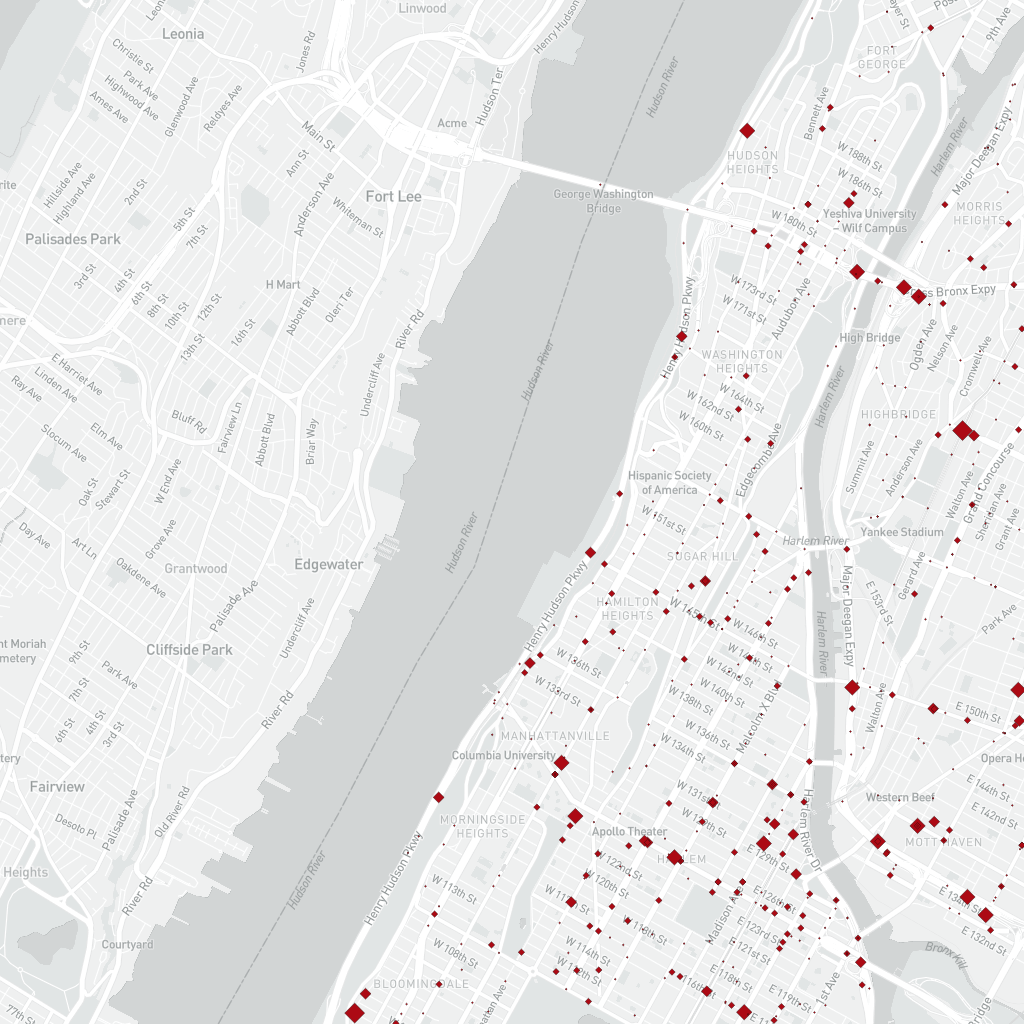 Linwood
Leonia
Jones Rd
Henry Hudson
Post
9th Ave
FORT
GEORGE
Christie St
Park Ave
Highwood Ave
Ames Ave
Glenwood Ave
Reldyes Ave
Hudson Ter
Hudson River
Bennett Ave
Acme
Main St
Harlem River
Major Deegan Expy
W 188th St
HUDSON
HEIGHTS
W 186th St
Ann St
Hillside Ave
Highland Ave
2nd St
Anderson Ave
Fort Lee
George Washington
Bridge
MORRIS
HEIGHTS
Whiteman St
5th St
7th St
W 180th St
Yeshiva University
– Wilf Campus
Palisades Park
3rd St
4th St
6th St
8th St
10th St
12th St
13th St
16th St
H Mart
Abbott Blvd
Oleri Ter
River Rd
Henry Hudson Pkwy
W 173rd St
W 171st St
Audubon Ave
Cross Bronx Expy
High Bridge
Ogden Ave
Nelson Ave
Cromwell Ave
WASHINGTON
HEIGHTS
Hudson River
Undercliff Ave
E Harriet Ave
Linden Ave
Ray Ave
Bluff Rd
Fairview Ln
Abbott Blvd
Briar Way
W 164th St
W 162nd St
W 160th St
Harlem River
HIGHBRIDGE
Slocum Ave
Elm Ave
Oak St
Stewart St
W End Ave
Edgecombe Ave
Summit Ave
Anderson Ave
Walton Ave
Grand Concourse
Sheridan Ave
Grant Ave
Hispanic Society
of America
W 151st St
Day Ave
Art Ln
Grove Ave
Oakdene Ave
Grantwood
Edgewater
Hudson River
Harlem River
Yankee Stadium
SUGAR HILL
Major Deegan Expy
E 153rd St
Gerard Ave
Palisade Ave
Undercliff Ave
Henry Hudson Pkwy
HAMILTON
HEIGHTS
W 145th St
W 146th St
Park Ave
Harlem River
Cliffside Park
9th St
Park Ave
W 136th St
W 133rd St
W 142nd St
W 140th St
W 138th St
W 136th St
W 134th St
Malcolm X Blvd
Walton Ave
E 150th St
River Rd
6th St
4th St
3rd St
MANHATTANVILLE
Columbia University
Fairview
Desoto Pl
Palisade Ave
Old River Rd
W 131st St
W 129th St
Western Beef
E 144th St
E 142nd St
MORNINGSIDE
HEIGHTS
Apollo Theater
HARLEM
Harlem River Dr
E 129th St
MOTT HAVEN
Heights
River Rd
Hudson River
Henry Hudson Pkwy
W 113th St
W 122nd St
W 120th St
W 118th St
Madison Ave
E 126th St
E 123rd St
E 121st St
E 134th St
E 132nd St
Courtyard
W 108th St
W 114th St
W 112th St
E 118th St
E 119th St
1st Ave
Bronx Kill
BLOOMINGDALE
77th St